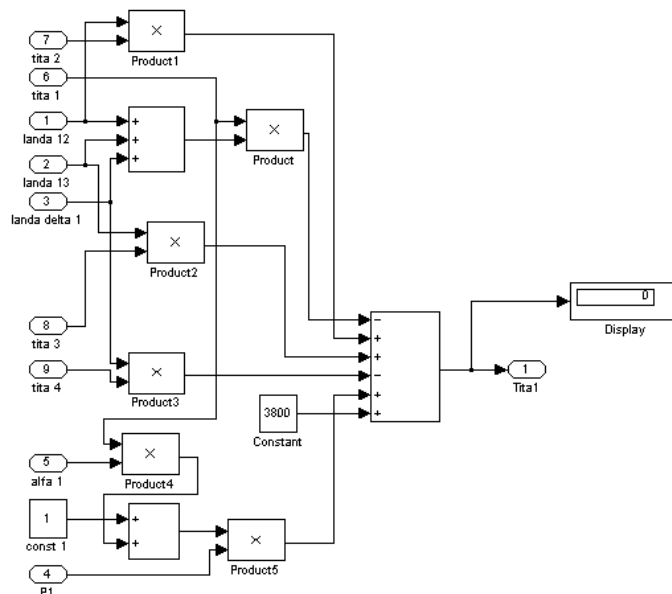 7
tita 2
×
Product1
6
tita 1
1
landa 12
+
+
+
×
Product
2
landa 13
3
landa delta 1
×
Product2
8
tita 3
9
tita 4
×
Product3
−
+
+
−
+
+
0
Display
1
Tita1
3800
Constant
5
alfa 1
×
Product4
1
const 1
+
+
×
Product5
4
P1